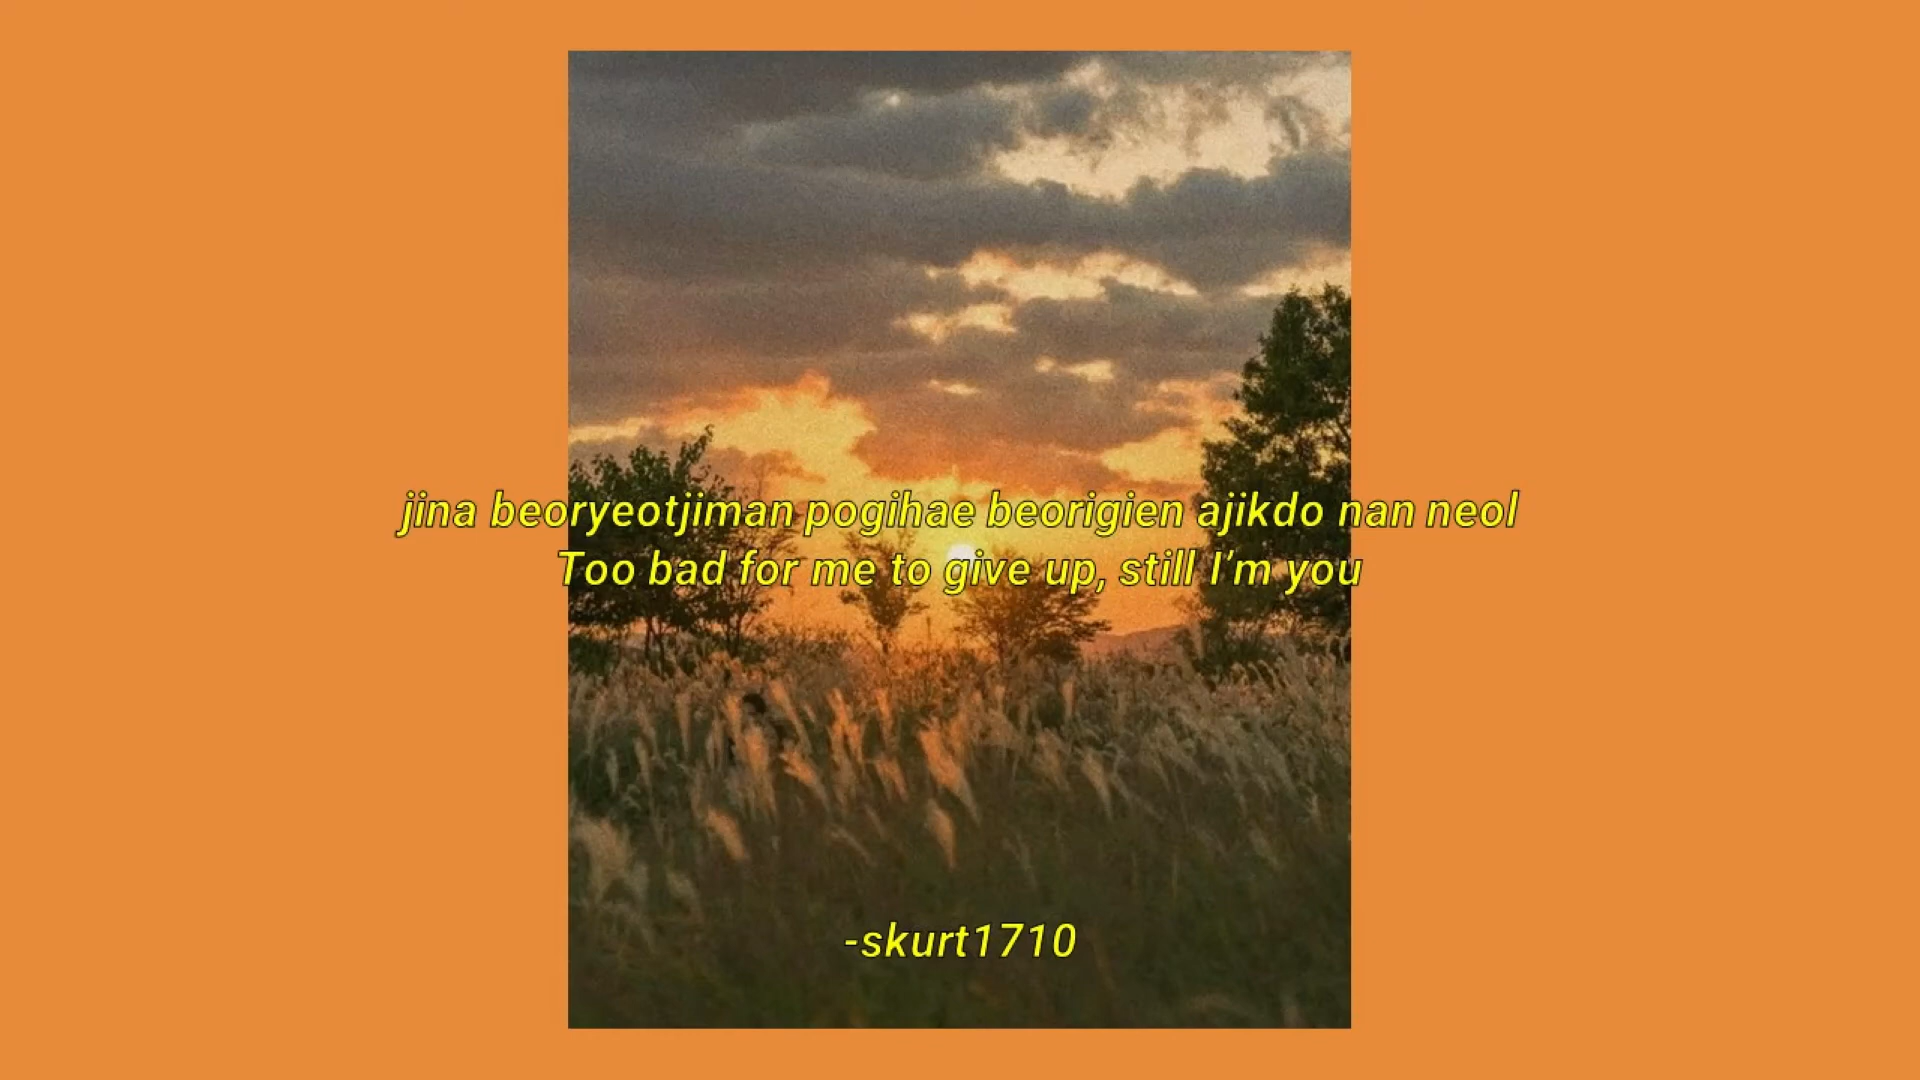 jina beoryeotjiman pogihae beorigien ajikdo nan neol
Too bad for me to give up, still I'm you
-skurt1710